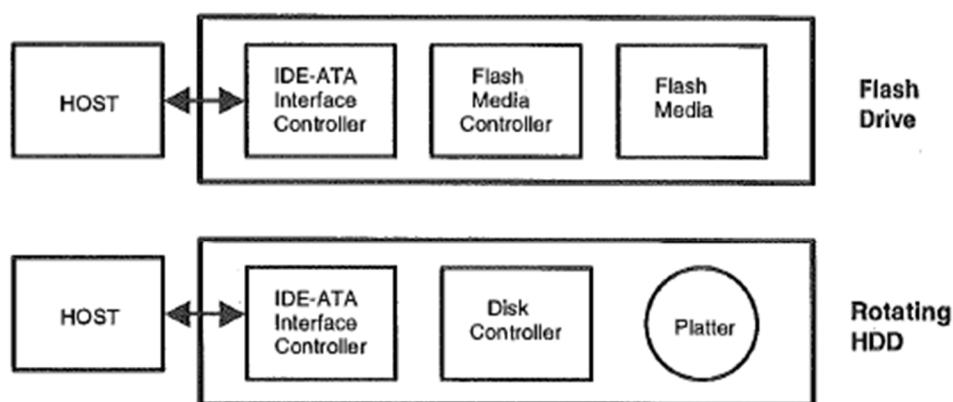 HOST
IDE-ATA
Interface
Controller
Flash
Media
Controller
Flash
Media
Flash
Drive
HOST
IDE-ATA
Interface
Controller
Disk
Controller
Platter
Rotating
HDD